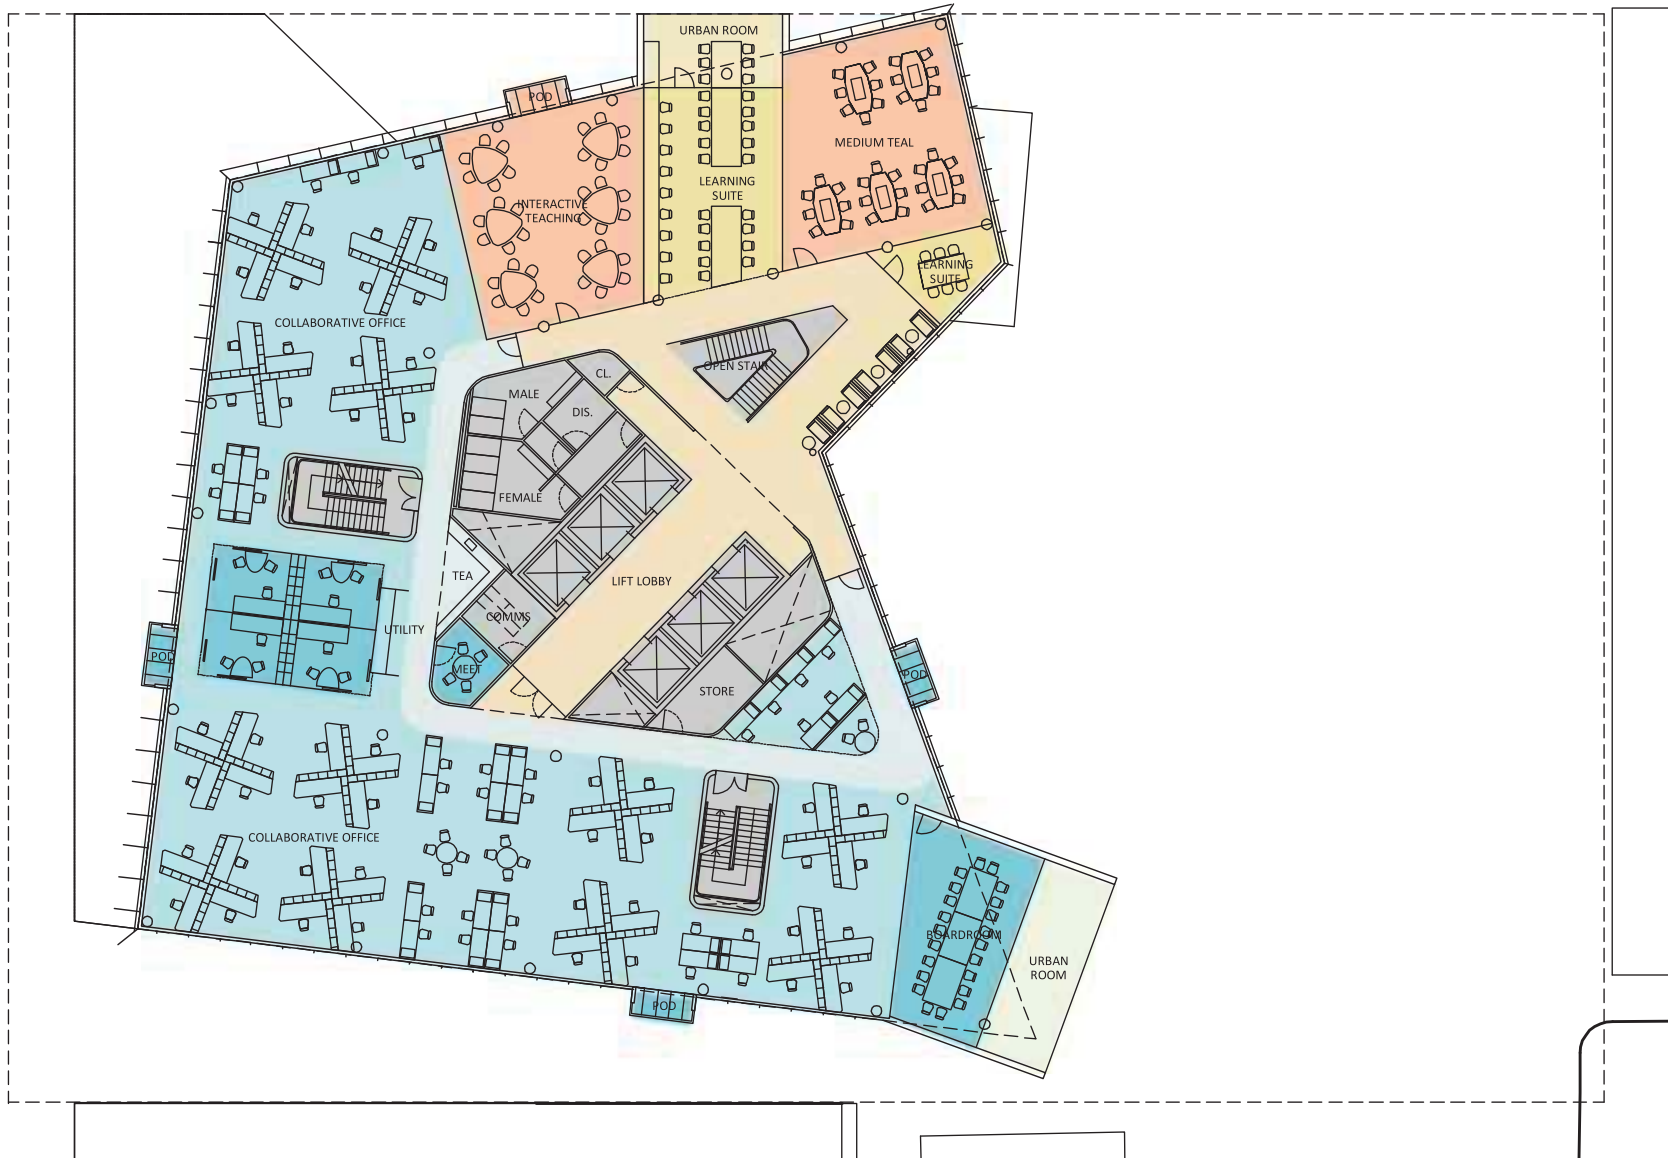 URBAN ROOM
POD
MEDIUM TEAL
LEARNING
SUITE
INTERACTIVE
TEACHING
LEARNING
SUITE
COLLABORATIVE OFFICE
OPEN STAIR
CL.
MALE
DIS.
FEMALE
TEA
LIFT LOBBY
COMMS
UTILITY
POD
MEET
POD
STORE
COLLABORATIVE OFFICE
BOARDROOM
URBAN
ROOM
POD